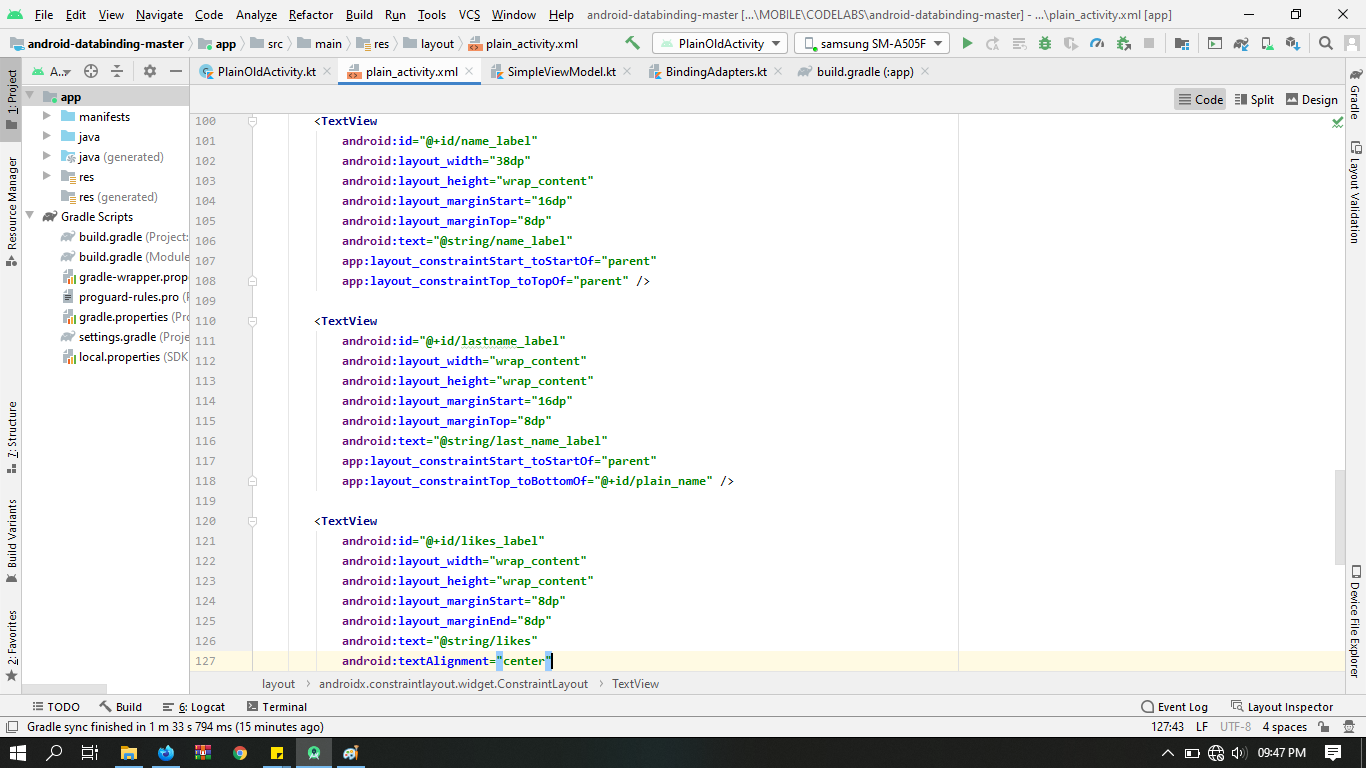 File Edit View Navigate Code Analyze Refactor Build Run Tools VCS Window Help android-databinding-master [...\MOBILE\CODELABS\android-databinding-master] - ...\plain_activity.xml [app]
android-databinding-master app src main res layout plain_activity.xml PlainOldActivity samsung SM-A505F
1: Project
Resource Manager
7: Structure
Build Variants
2: Favorites
A...
app
manifests
java
java (generated)
res
res (generated)
Gradle Scripts
build.gradle (Project:
build.gradle (Module
gradle-wrapper.prop
proguard-rules.pro (P
gradle.properties (Pro
settings.gradle (Proje
local.properties (SDK
PlainOldActivity.kt plain_activity.xml SimpleViewModel.kt BindingAdapters.kt build.gradle (:app)
Code Split Design
100 <TextView
101 android:id="@+id/name_label"
102 android:layout_width="38dp"
103 android:layout_height="wrap_content"
104 android:layout_marginStart="16dp"
105 android:layout_marginTop="8dp"
106 android:text="@string/name_label"
107 app:layout_constraintStart_toStartOf="parent"
108 app:layout_constraintTop_toTopOf="parent" />
109
110 <TextView
111 android:id="@+id/lastname_label"
112 android:layout_width="wrap_content"
113 android:layout_height="wrap_content"
114 android:layout_marginStart="16dp"
115 android:layout_marginTop="8dp"
116 android:text="@string/last_name_label"
117 app:layout_constraintStart_toStartOf="parent"
118 app:layout_constraintTop_toBottomOf="@+id/plain_name" />
119
120 <TextView
121 android:id="@+id/likes_label"
122 android:layout_width="wrap_content"
123 android:layout_height="wrap_content"
124 android:layout_marginStart="8dp"
125 android:layout_marginEnd="8dp"
126 android:text="@string/likes"
127 android:textAlignment="center"
layout androidx.constraintlayout.widget.ConstraintLayout TextView
Gradle
Layout Validation
Device File Explorer
TODO Build 6: Logcat Terminal Event Log Layout Inspector
Gradle sync finished in 1 m 33 s 794 ms (15 minutes ago) 127:43 LF UTF-8 4 spaces
09:47 PM